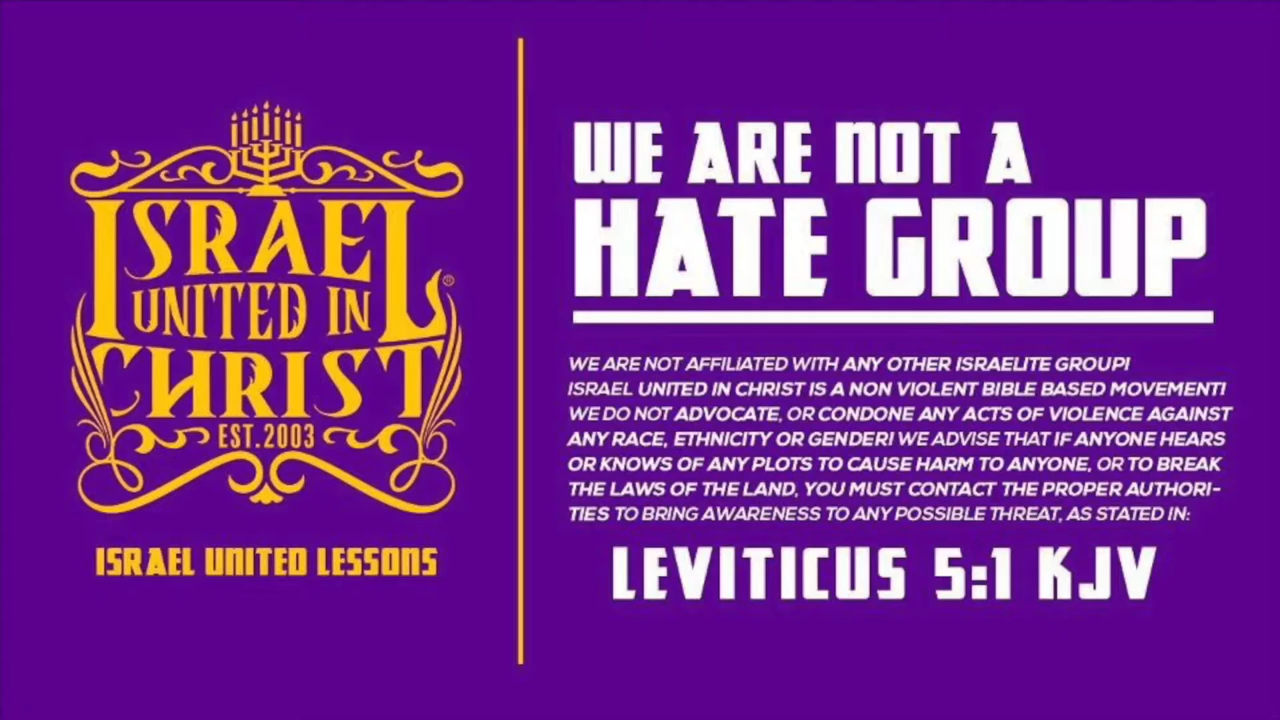 ISRAEL
UNITED IN
CHRIST®
EST.2003
ISRAEL UNITED LESSONS
WE ARE NOT A
HATE GROUP
WE ARE NOT AFFILIATED WITH ANY OTHER ISRAELITE GROUP!
ISRAEL UNITED IN CHRIST IS A NON VIOLENT BIBLE BASED MOVEMENT!
WE DO NOT ADVOCATE, OR CONDONE ANY ACTS OF VIOLENCE AGAINST
ANY RACE, ETHNICITY OR GENDER! WE ADVISE THAT IF ANYONE HEARS
OR KNOWS OF ANY PLOTS TO CAUSE HARM TO ANYONE, OR TO BREAK
THE LAWS OF THE LAND, YOU MUST CONTACT THE PROPER AUTHORI-
TIES TO BRING AWARENESS TO ANY POSSIBLE THREAT, AS STATED IN:
LEVITICUS 5:1 KJV